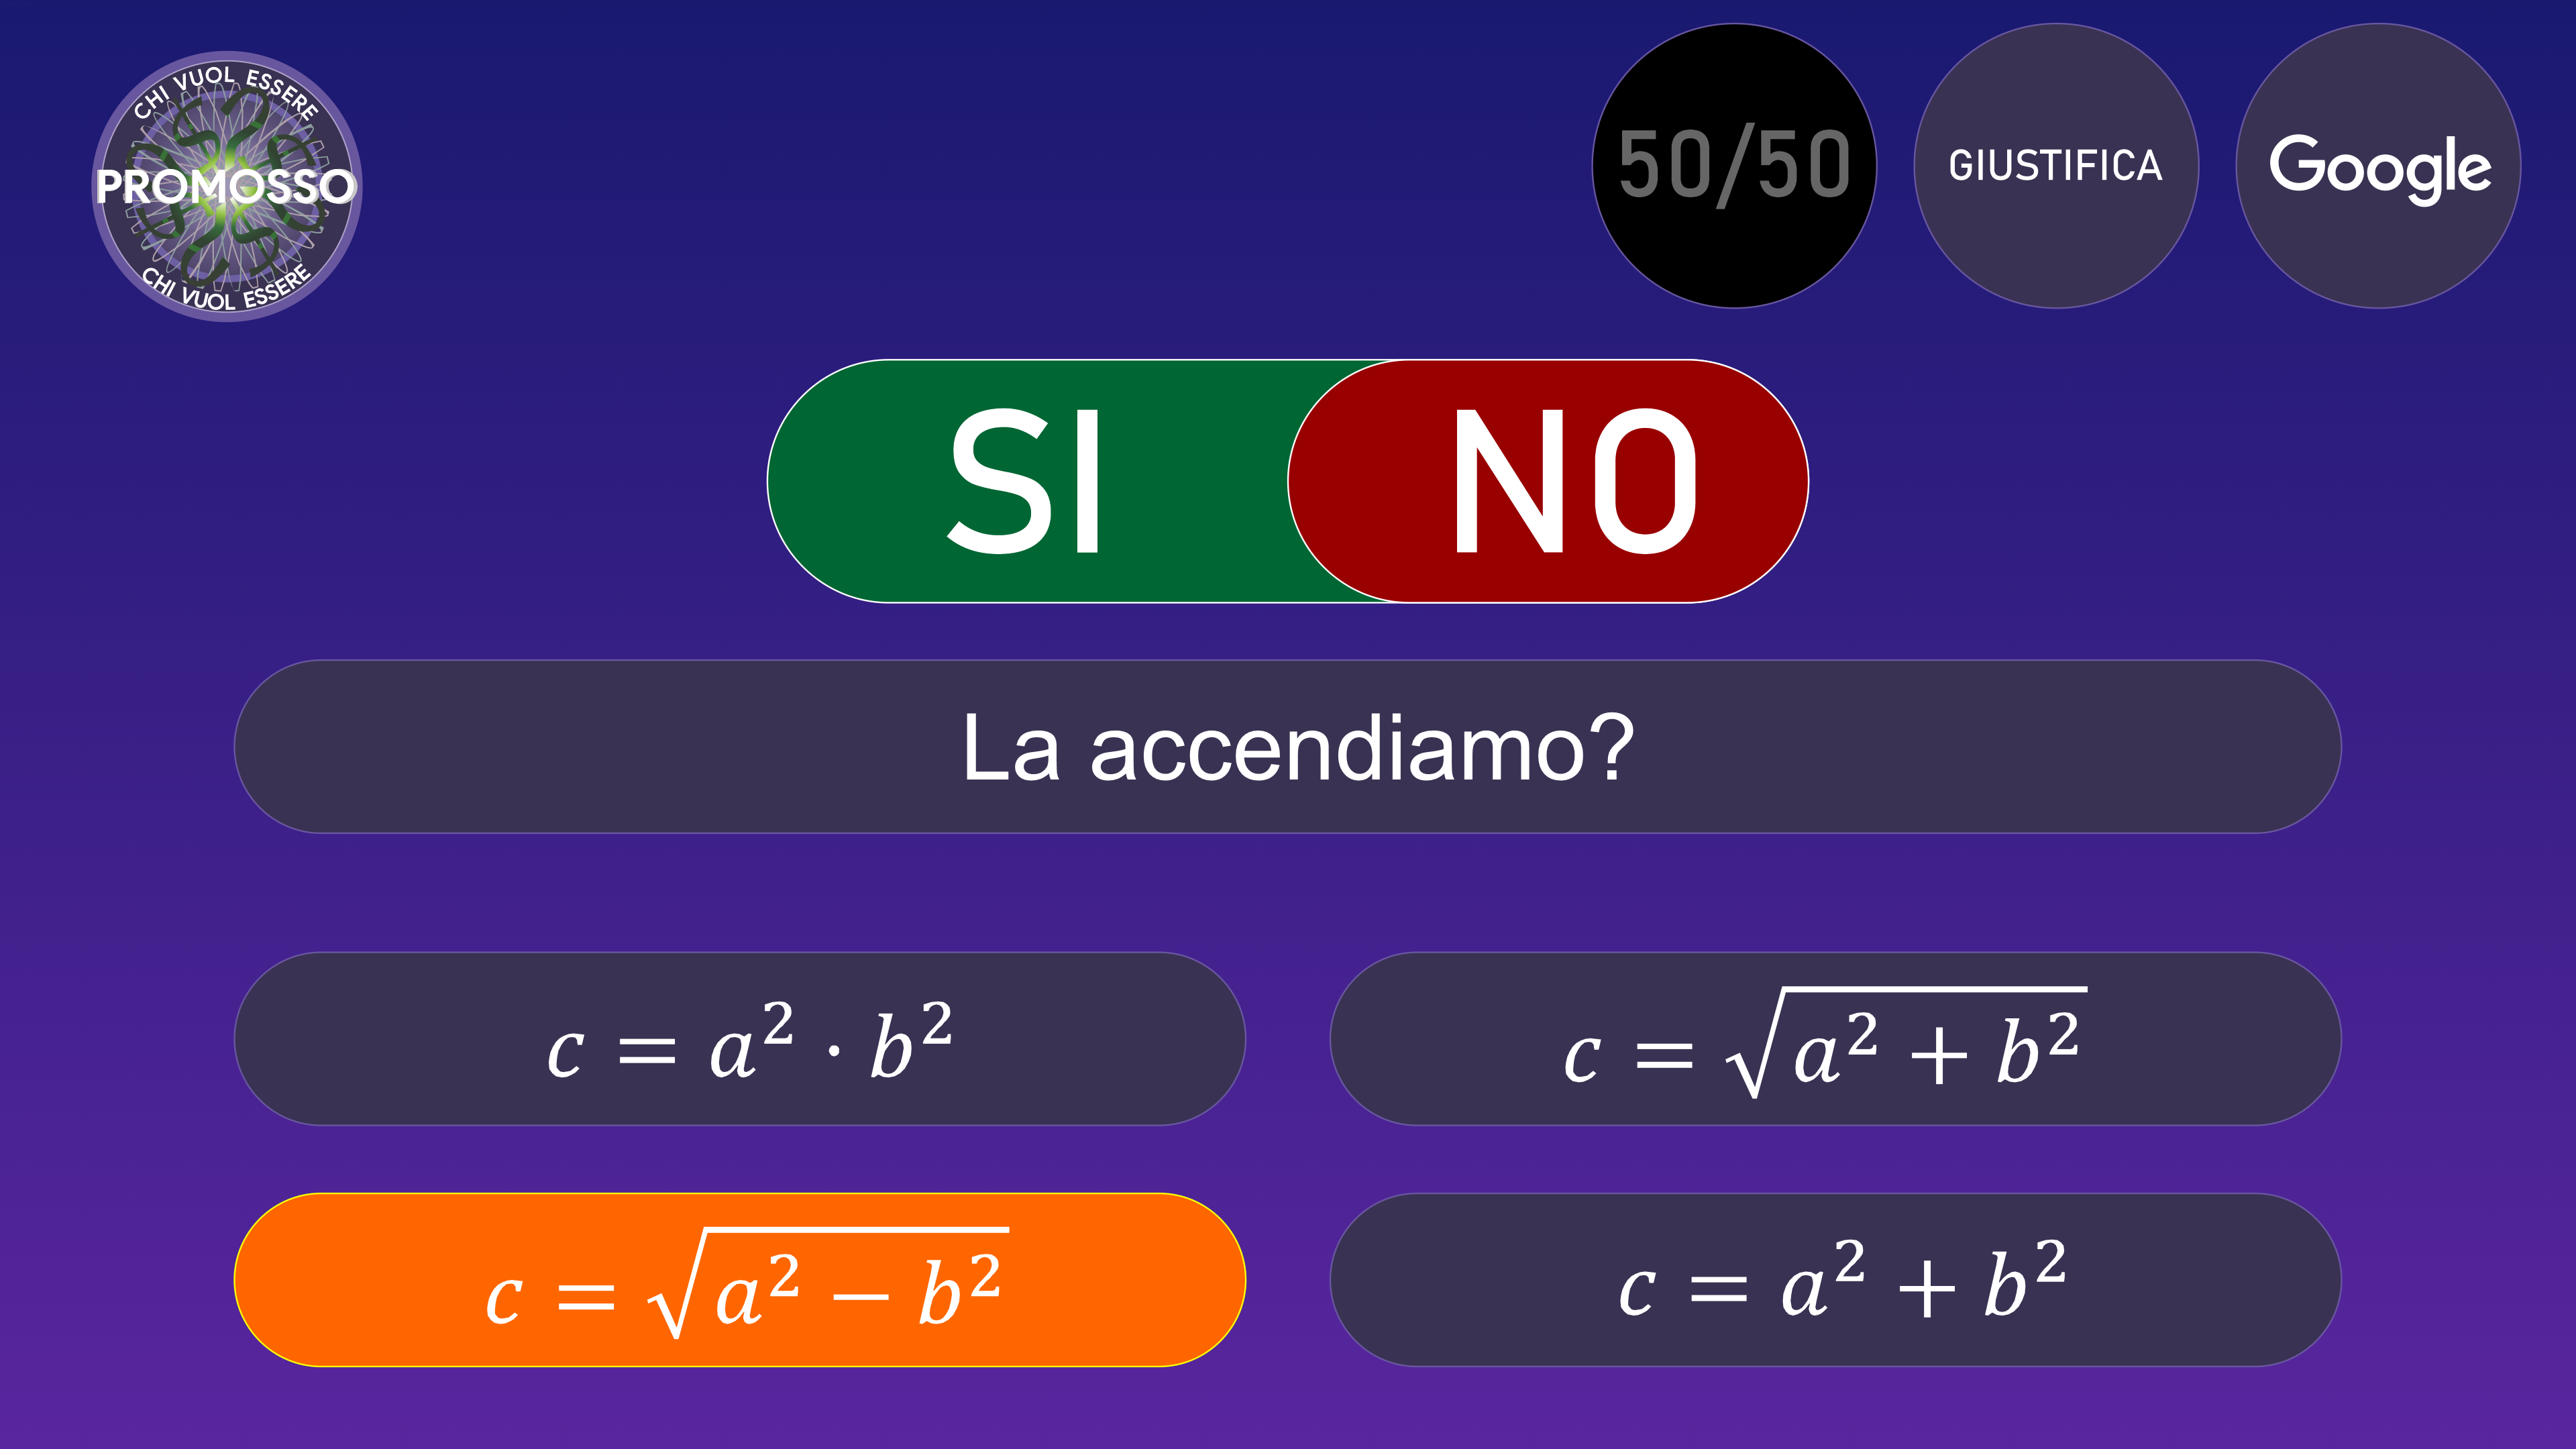 CHI VUOL ESSERE
PROMOSSO
CHI VUOL ESSERE
50/50
GIUSTIFICA
Google
SI
NO
La accendiamo?
c = a² · b²
c = √(a² + b²)
c = √(a² − b²)
c = a² + b²